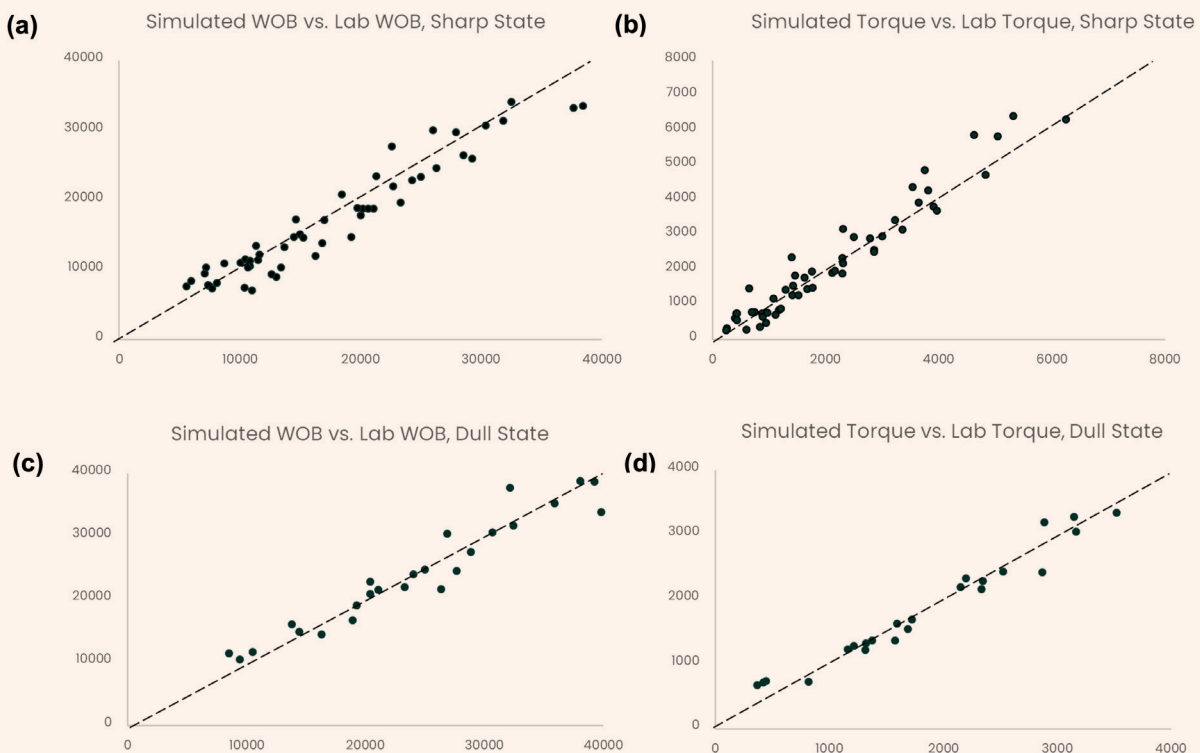 (a)
Simulated WOB vs. Lab WOB, Sharp State
40000
30000
20000
10000
0
0 10000 20000 30000 40000
(b)
Simulated Torque vs. Lab Torque, Sharp State
8000
7000
6000
5000
4000
3000
2000
1000
0
0 2000 4000 6000 8000
(c)
Simulated WOB vs. Lab WOB, Dull State
40000
30000
20000
10000
0
0 10000 20000 30000 40000
(d)
Simulated Torque vs. Lab Torque, Dull State
4000
3000
2000
1000
0
0 1000 2000 3000 4000